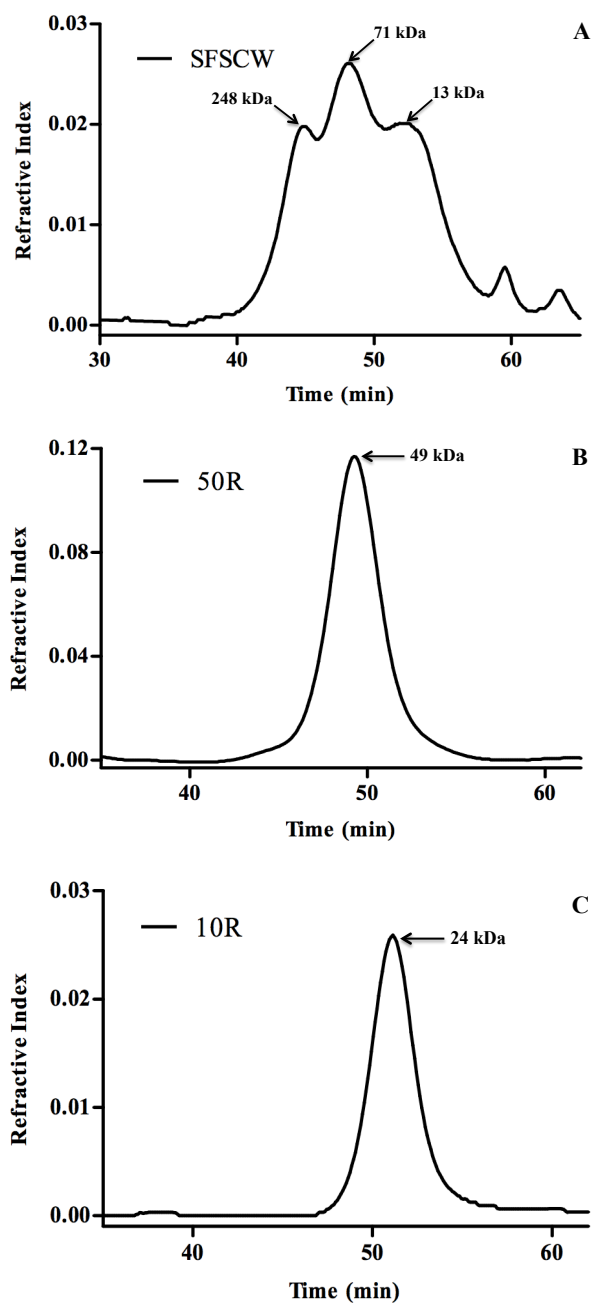 A
SFSCW
71 kDa
248 kDa
13 kDa
0.03
0.02
0.01
0.00
Refractive Index
30 40 50 60
Time (min)
B
50R
49 kDa
0.12
0.08
0.04
0.00
Refractive Index
40 50 60
Time (min)
C
10R
24 kDa
0.03
0.02
0.01
0.00
Refractive Index
40 50 60
Time (min)